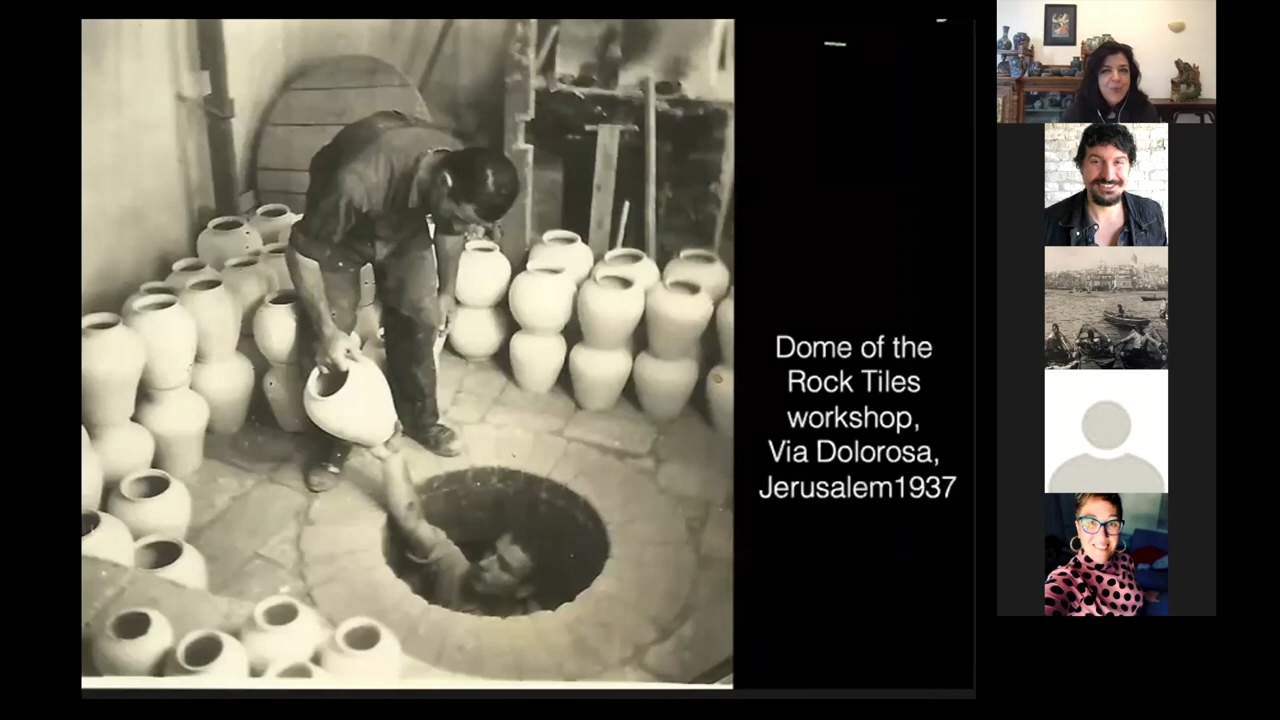 Dome of the
Rock Tiles
workshop,
Via Dolorosa,
Jerusalem1937